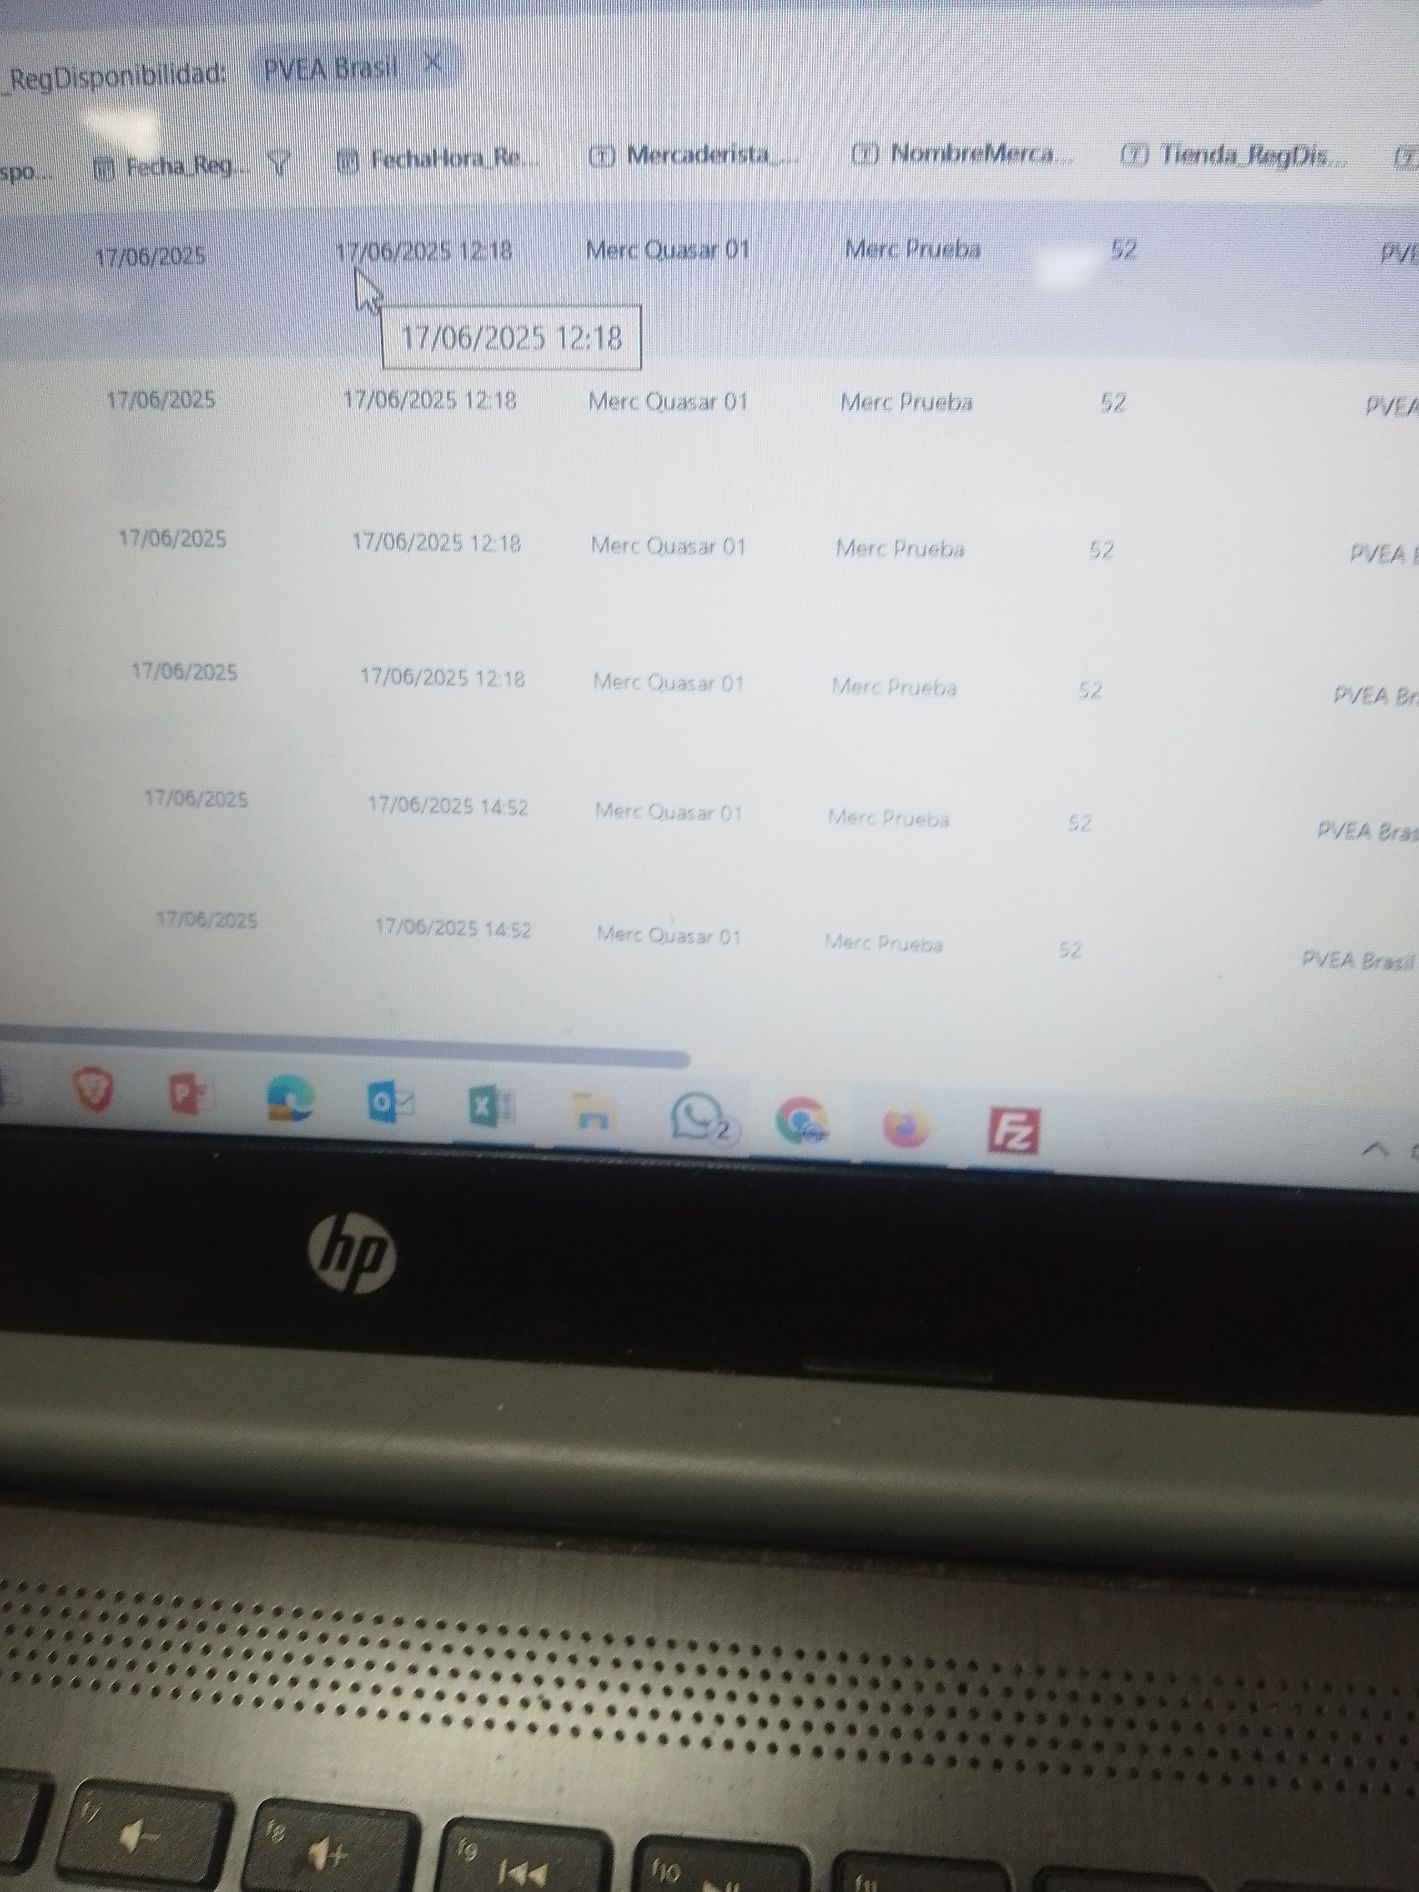 _RegDisponibilidad: PVEA Brasil ×
spo... Fecha_Reg... FechaHora_Re... Mercaderista_... NombreMerca... Tienda_RegDis...
17/06/2025 17/06/2025 12:18 Merc Quasar 01 Merc Prueba 52 PVE
17/06/2025 12:18
17/06/2025 17/06/2025 12:18 Merc Quasar 01 Merc Prueba 52 PVEA
17/06/2025 17/06/2025 12:18 Merc Quasar 01 Merc Prueba 52 PVEA B
17/06/2025 17/06/2025 12:18 Merc Quasar 01 Merc Prueba 52 PVEA Br
17/06/2025 17/06/2025 14:52 Merc Quasar 01 Merc Prueba 52 PVEA Bras
17/06/2025 17/06/2025 14:52 Merc Quasar 01 Merc Prueba 52 PVEA Brasil
2
hp
f7 f8 f9 f10 f11